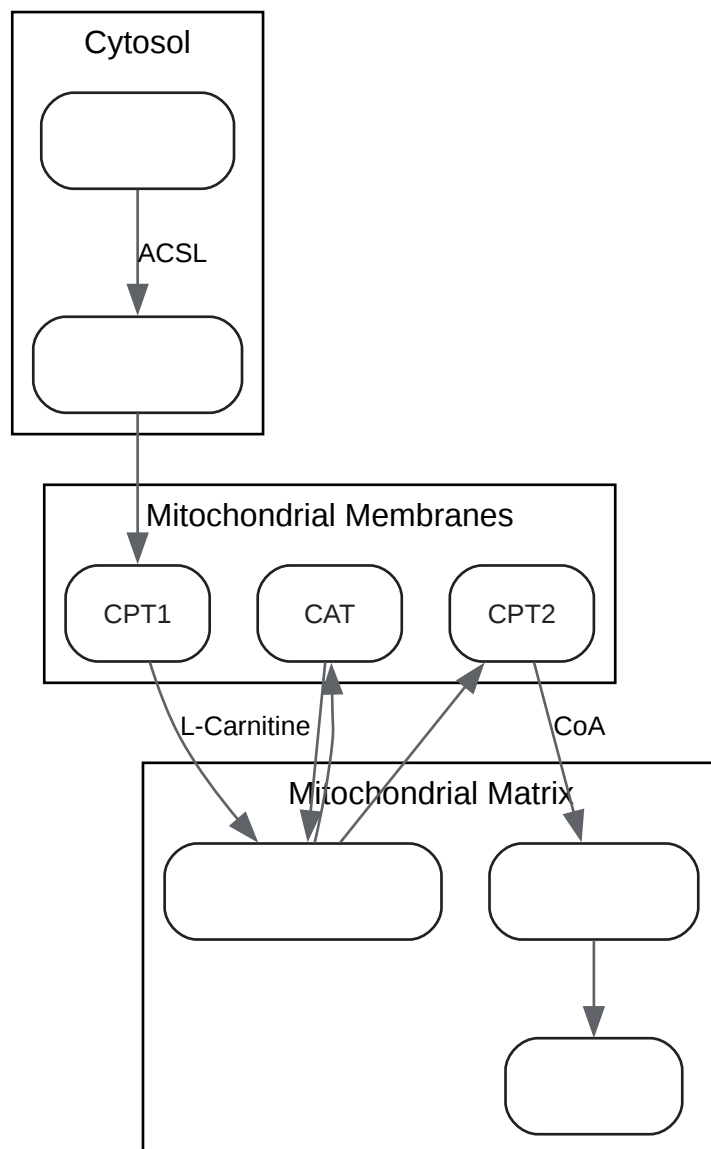 Cytosol
ACSL
Mitochondrial Membranes
CPT1
CAT
CPT2
L-Carnitine
CoA
Mitochondrial Matrix